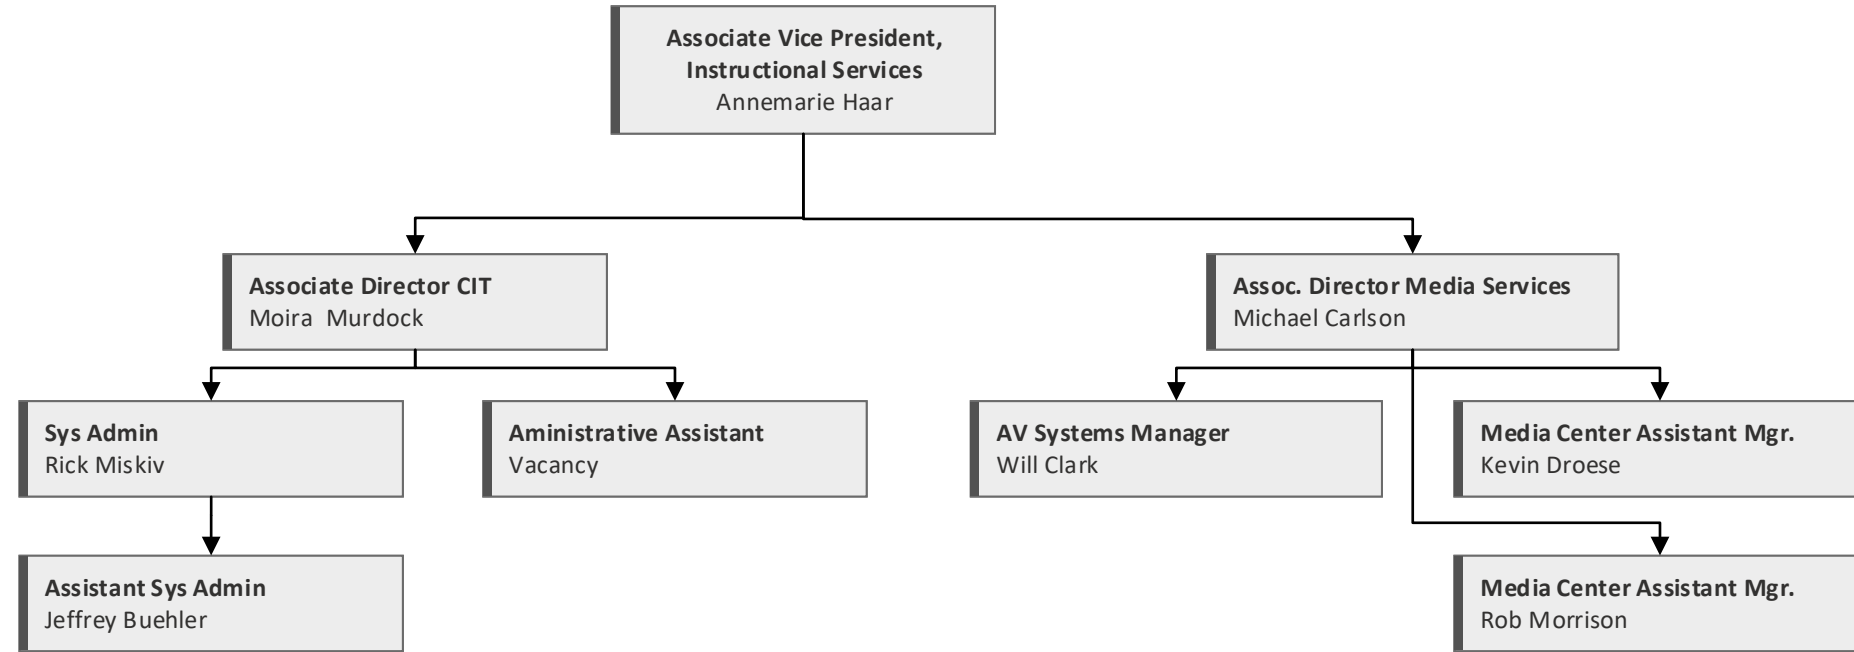 Associate Vice President,
Instructional Services
Annemarie Haar
Associate Director CIT
Moira  Murdock
Assoc. Director Media Services
Michael Carlson
Sys Admin
Rick Miskiv
Aministrative Assistant
Vacancy
AV Systems Manager
Will Clark
Media Center Assistant Mgr.
Kevin Droese
Assistant Sys Admin
Jeffrey Buehler
Media Center Assistant Mgr.
Rob Morrison